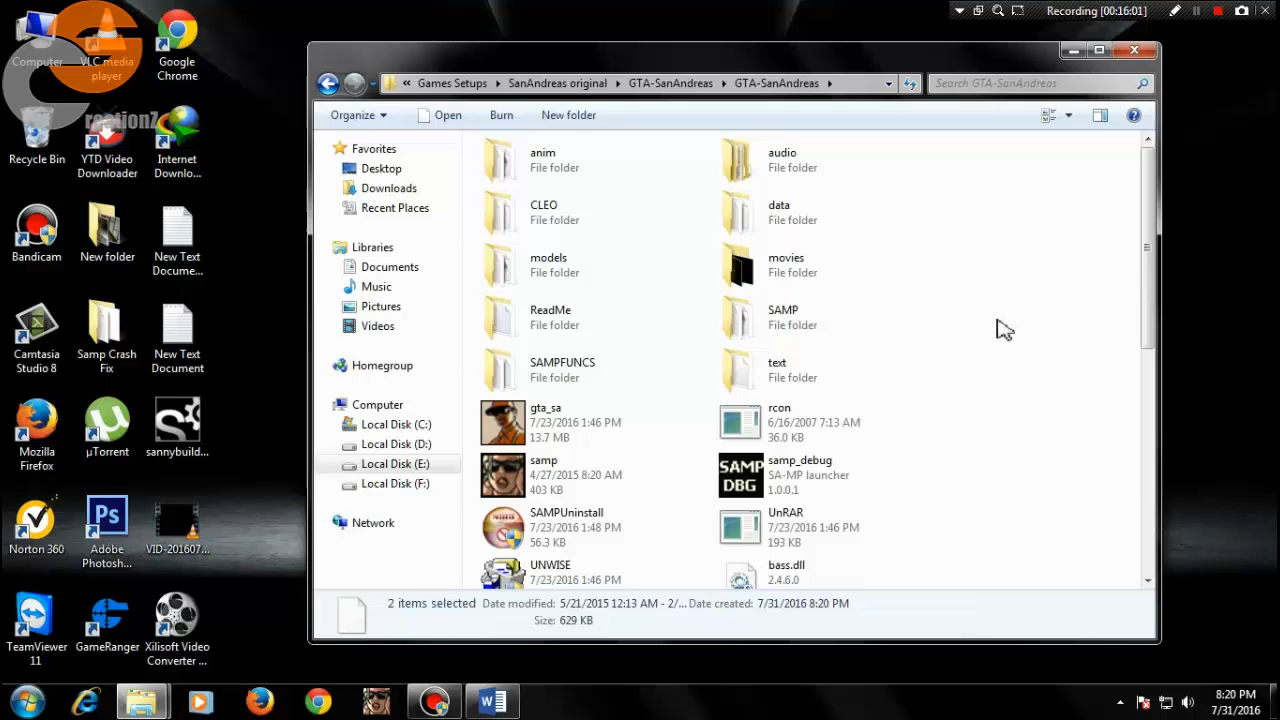 Recording [00:16:01]
Computer
VLC media player
Google Chrome
reationZ
Recycle Bin
YTD Video Downloader
Internet Downlo...
Bandicam
New folder
New Text Docume...
Camtasia Studio 8
Samp Crash Fix
New Text Document
Mozilla Firefox
µTorrent
sannybuild...
Norton 360
Adobe Photosh...
VID-201607...
TeamViewer 11
GameRanger
Xilisoft Video Converter ...
« Games Setups SanAndreas original GTA-SanAndreas GTA-SanAndreas
Search GTA-SanAndreas
Organize Open Burn New folder
Favorites
Desktop
Downloads
Recent Places
Libraries
Documents
Music
Pictures
Videos
Homegroup
Computer
Local Disk (C:)
Local Disk (D:)
Local Disk (E:)
Local Disk (F:)
Network
anim
File folder
audio
File folder
CLEO
File folder
data
File folder
models
File folder
movies
File folder
ReadMe
File folder
SAMP
File folder
SAMPFUNCS
File folder
text
File folder
gta_sa
7/23/2016 1:46 PM
13.7 MB
rcon
6/16/2007 7:13 AM
36.0 KB
samp
4/27/2015 8:20 AM
403 KB
SAMP DBG
samp_debug
SA-MP launcher
1.0.0.1
SAMPUninstall
7/23/2016 1:48 PM
56.3 KB
UnRAR
7/23/2016 1:46 PM
193 KB
UNWISE
7/23/2016 1:46 PM
bass.dll
2.4.6.0
2 items selected Date modified: 5/21/2015 12:13 AM - 2/... Date created: 7/31/2016 8:20 PM
Size: 629 KB
8:20 PM
7/31/2016